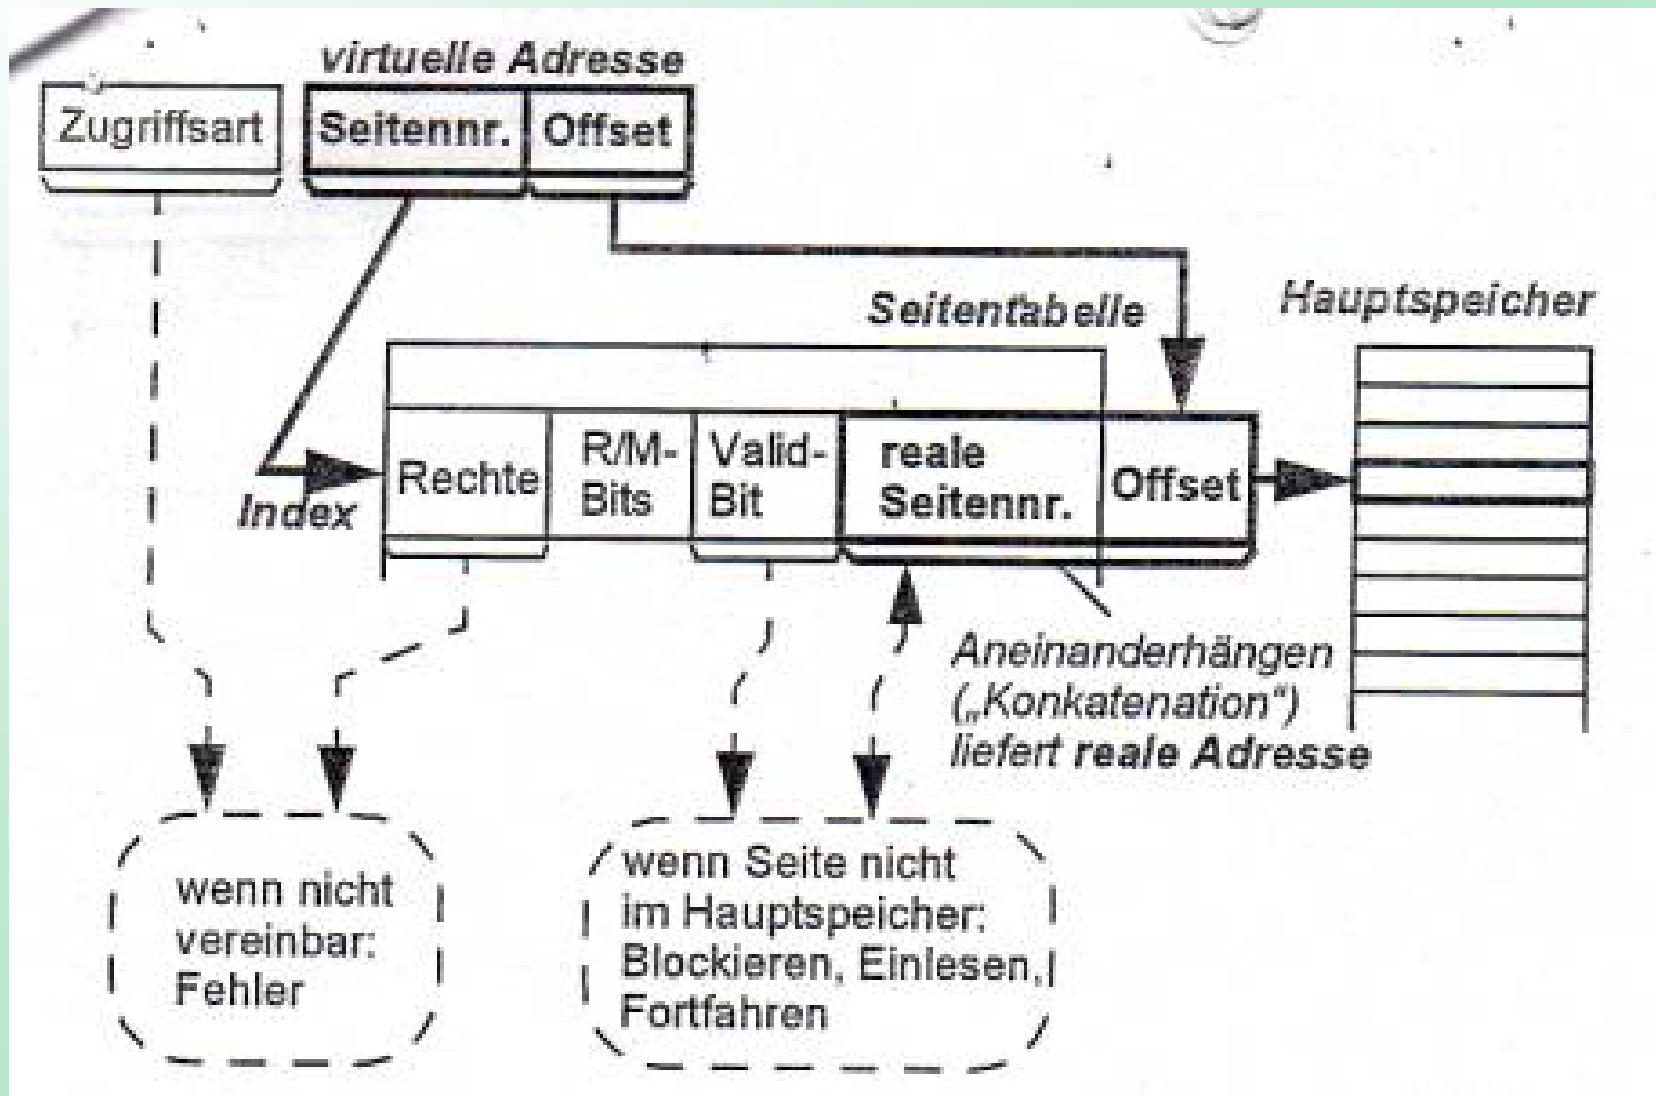 virtuelle Adresse
Zugriffsart
Seitennr.
Offset
Seitentabelle
Hauptspeicher
Index
Rechte
R/M-
Bits
Valid-
Bit
reale
Seitennr.
Offset
Aneinanderhängen
(„Konkatenation“)
liefert reale Adresse
wenn nicht
vereinbar:
Fehler
wenn Seite nicht
im Hauptspeicher:
Blockieren, Einlesen,
Fortfahren